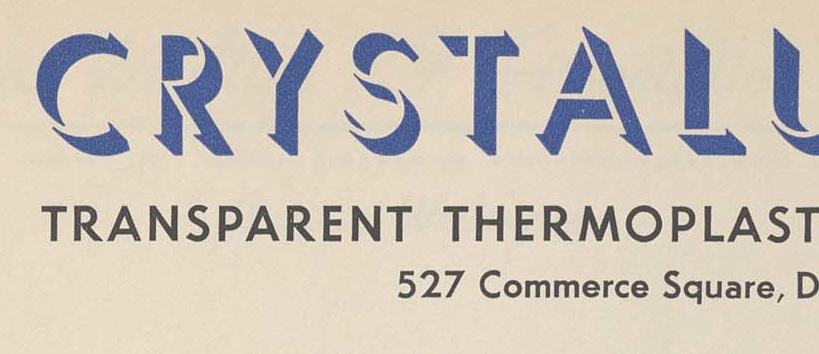 CRYSTALU
TRANSPARENT THERMOPLAST
527 Commerce Square, D